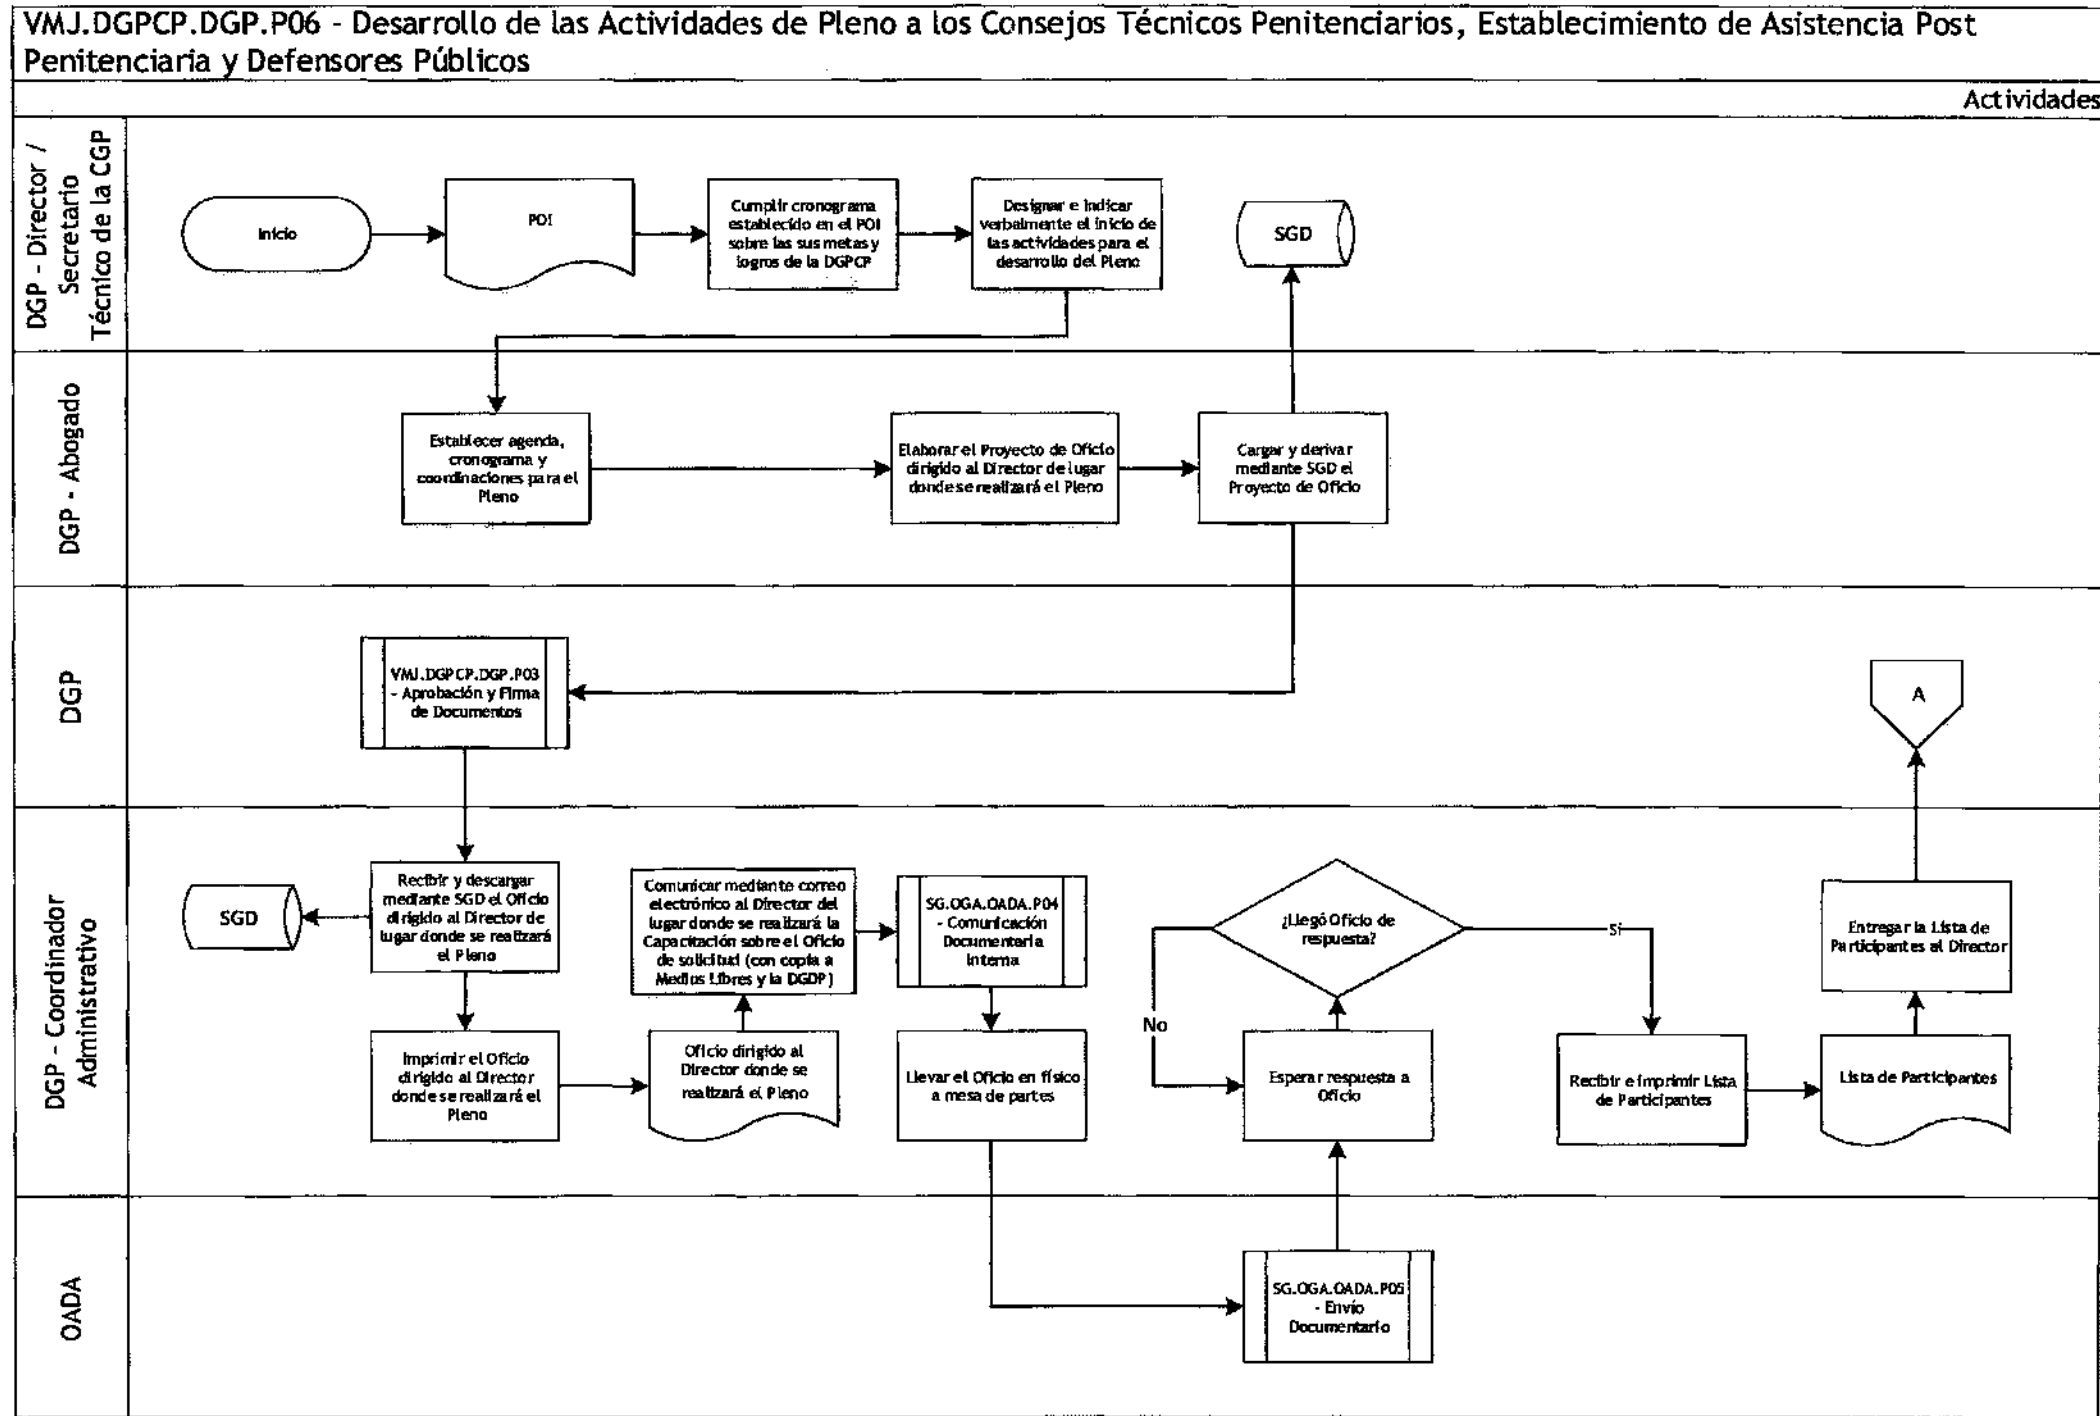 VMJ.DGPCP.DGP.P06 - Desarrollo de las Actividades de Pleno a los Consejos Técnicos Penitenciarios, Establecimiento de Asistencia Post
Penitenciaria y Defensores Públicos
Actividades
DGP - Director /
Secretario
Técnico de la CGP
Inicio
POI
Cumplir cronograma
establecido en el POI
sobre las sus metas y
logros de la DGPCP
Designar e indicar
verbalmente el inicio de
las actividades para el
desarrollo del Pleno
SGD
DGP - Abogado
Establecer agenda,
cronograma y
coordinaciones para el
Pleno
Elaborar el Proyecto de Oficio
dirigido al Director de lugar
donde se realizará el Pleno
Cargar y derivar
mediante SGD el
Proyecto de Oficio
DGP
VMJ.DGPCP.DGP.P03
- Aprobación y Firma
de Documentos
A
DGP - Coordinador
Administrativo
SGD
Recibir y descargar
mediante SGD el Oficio
dirigido al Director de
lugar donde se realizará
el Pleno
Comunicar mediante correo
electrónico al Director del
lugar donde se realizará la
Capacitación sobre el Oficio
de solicitud (con copia a
Medios Libres y la DGDP)
SG.OGA.OADA.P04
- Comunicación
Documentaria
Interna
¿Llegó Oficio de
respuesta?
Sí
No
Entregar la Lista de
Participantes al Director
Imprimir el Oficio
dirigido al Director
donde se realizará el
Pleno
Oficio dirigido al
Director donde se
realizará el Pleno
Llevar el Oficio en físico
a mesa de partes
Esperar respuesta a
Oficio
Recibir e Imprimir Lista
de Participantes
Lista de Participantes
OADA
SG.OGA.OADA.P05
- Envío
Documentario